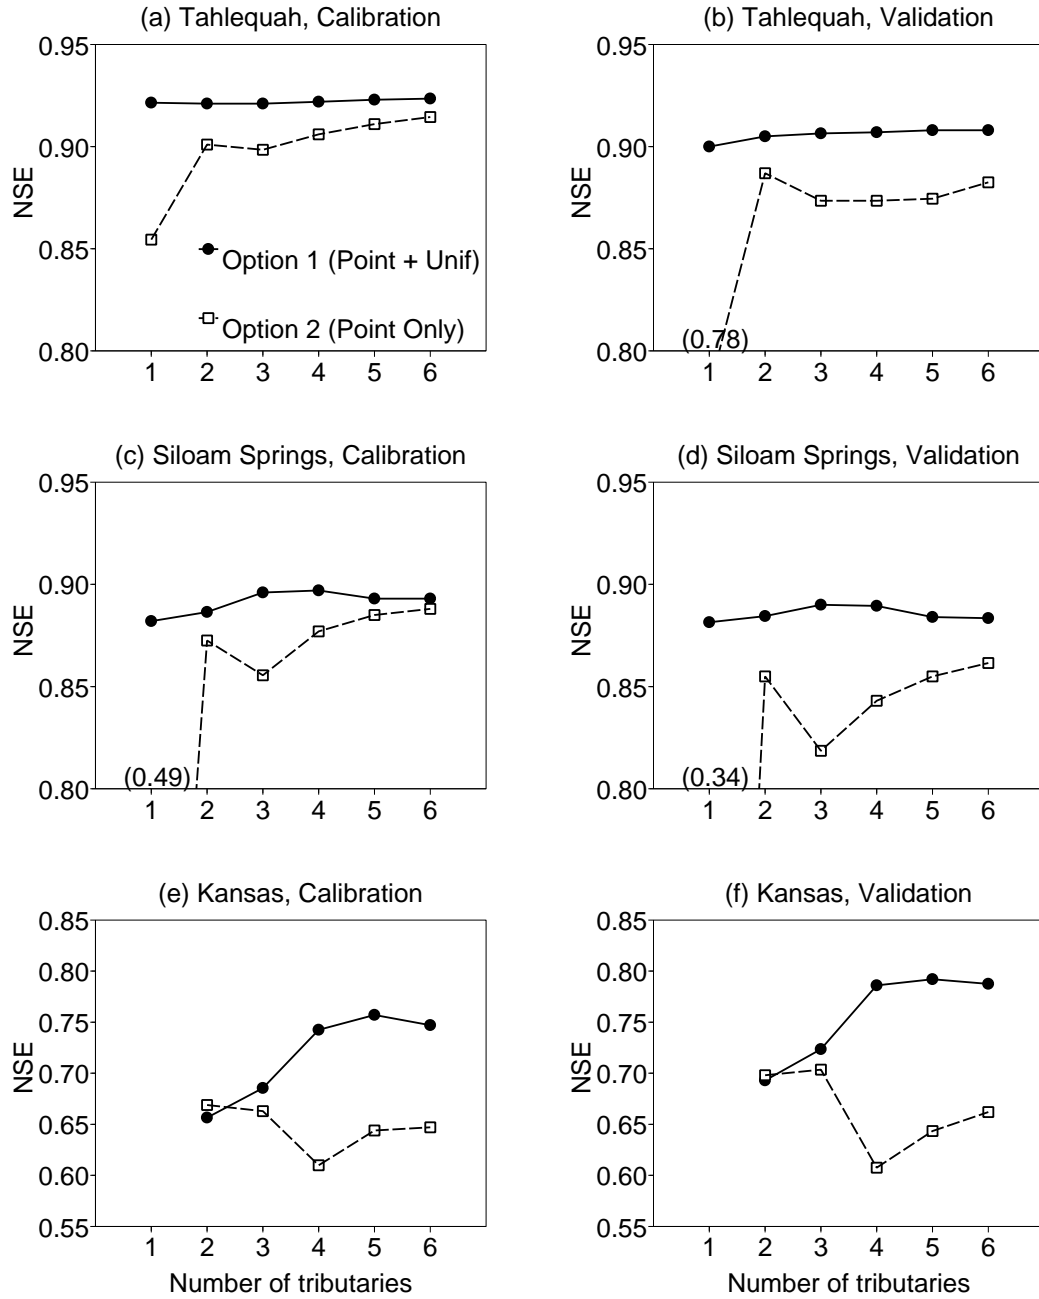 (a) Tahlequah, Calibration
0.95
0.90
0.85
0.80
NSE
Option 1 (Point + Unif)
Option 2 (Point Only)
1 2 3 4 5 6
(b) Tahlequah, Validation
0.95
0.90
0.85
0.80
NSE
(0.78)
1 2 3 4 5 6
(c) Siloam Springs, Calibration
0.95
0.90
0.85
0.80
NSE
(0.49)
1 2 3 4 5 6
(d) Siloam Springs, Validation
0.95
0.90
0.85
0.80
NSE
(0.34)
1 2 3 4 5 6
(e) Kansas, Calibration
0.85
0.80
0.75
0.70
0.65
0.60
0.55
NSE
1 2 3 4 5 6
Number of tributaries
(f) Kansas, Validation
0.85
0.80
0.75
0.70
0.65
0.60
0.55
NSE
1 2 3 4 5 6
Number of tributaries